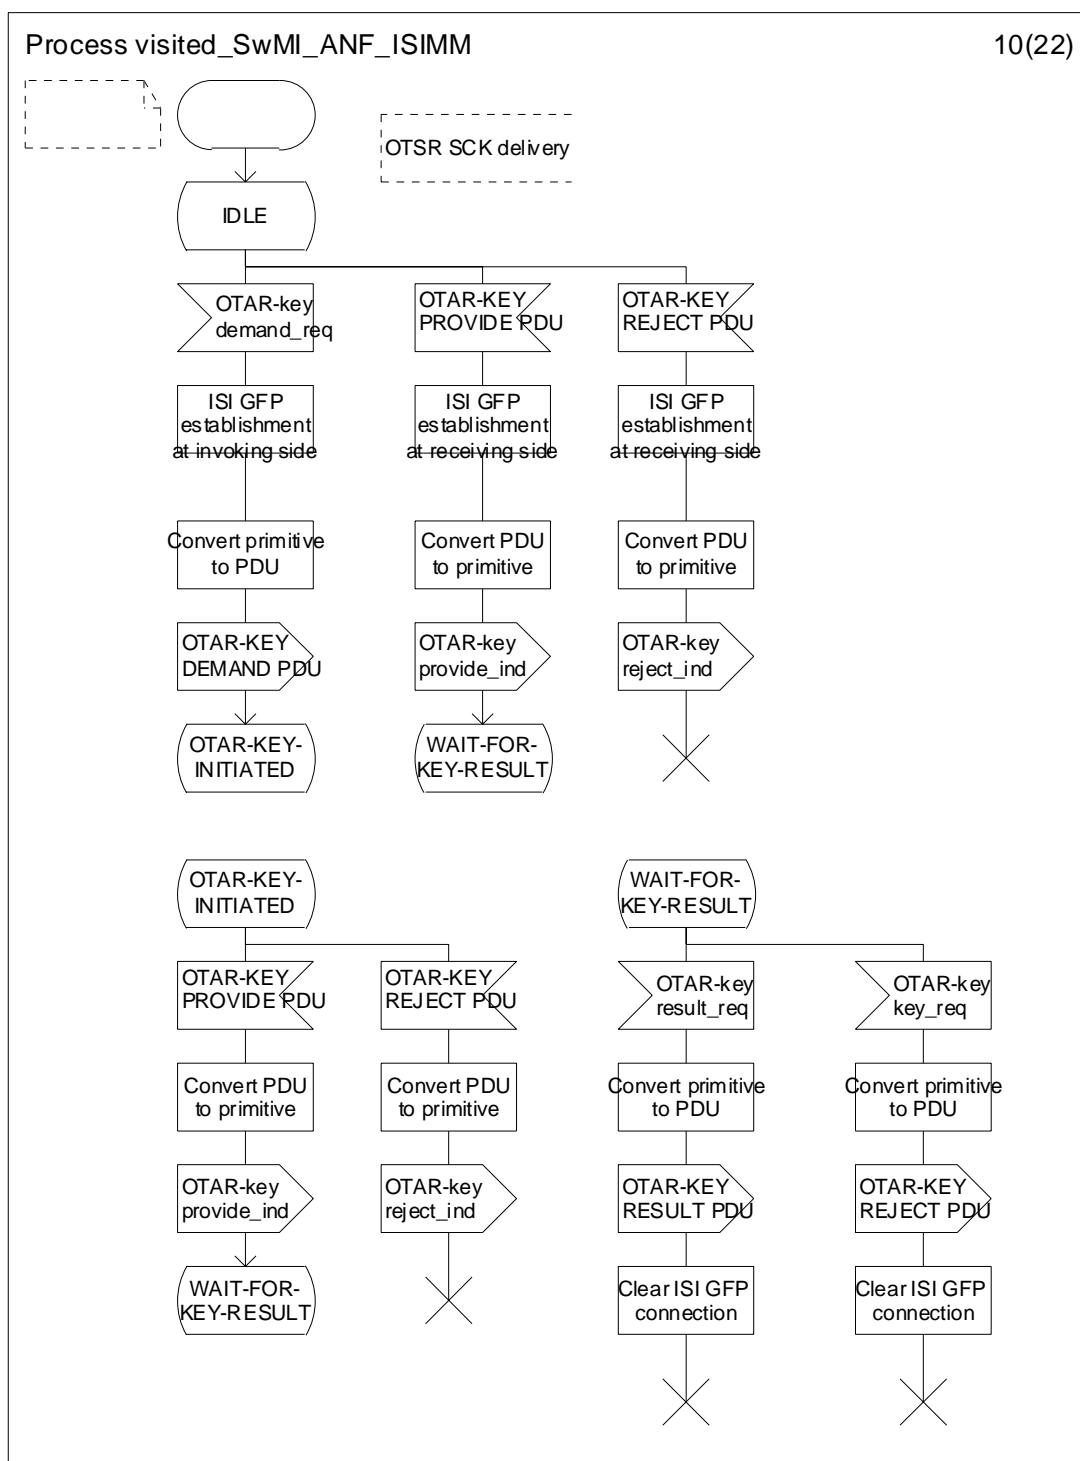 Process visited_SwMI_ANF_ISIMM
10(22)
OTSR SCK delivery
IDLE
OTAR-key
demand_req
OTAR-KEY
PROVIDE PDU
OTAR-KEY
REJECT PDU
ISI GFP
establishment
at invoking side
ISI GFP
establishment
at receiving side
ISI GFP
establishment
at receiving side
Convert primitive
to PDU
Convert PDU
to primitive
Convert PDU
to primitive
OTAR-KEY
DEMAND PDU
OTAR-key
provide_ind
OTAR-key
reject_ind
OTAR-KEY-
INITIATED
WAIT-FOR-
KEY-RESULT
OTAR-KEY-
INITIATED
WAIT-FOR-
KEY-RESULT
OTAR-KEY
PROVIDE PDU
OTAR-KEY
REJECT PDU
OTAR-key
result_req
OTAR-key
key_req
Convert PDU
to primitive
Convert PDU
to primitive
Convert primitive
to PDU
Convert primitive
to PDU
OTAR-key
provide_ind
OTAR-key
reject_ind
OTAR-KEY
RESULT PDU
OTAR-KEY
REJECT PDU
WAIT-FOR-
KEY-RESULT
Clear ISI GFP
connection
Clear ISI GFP
connection